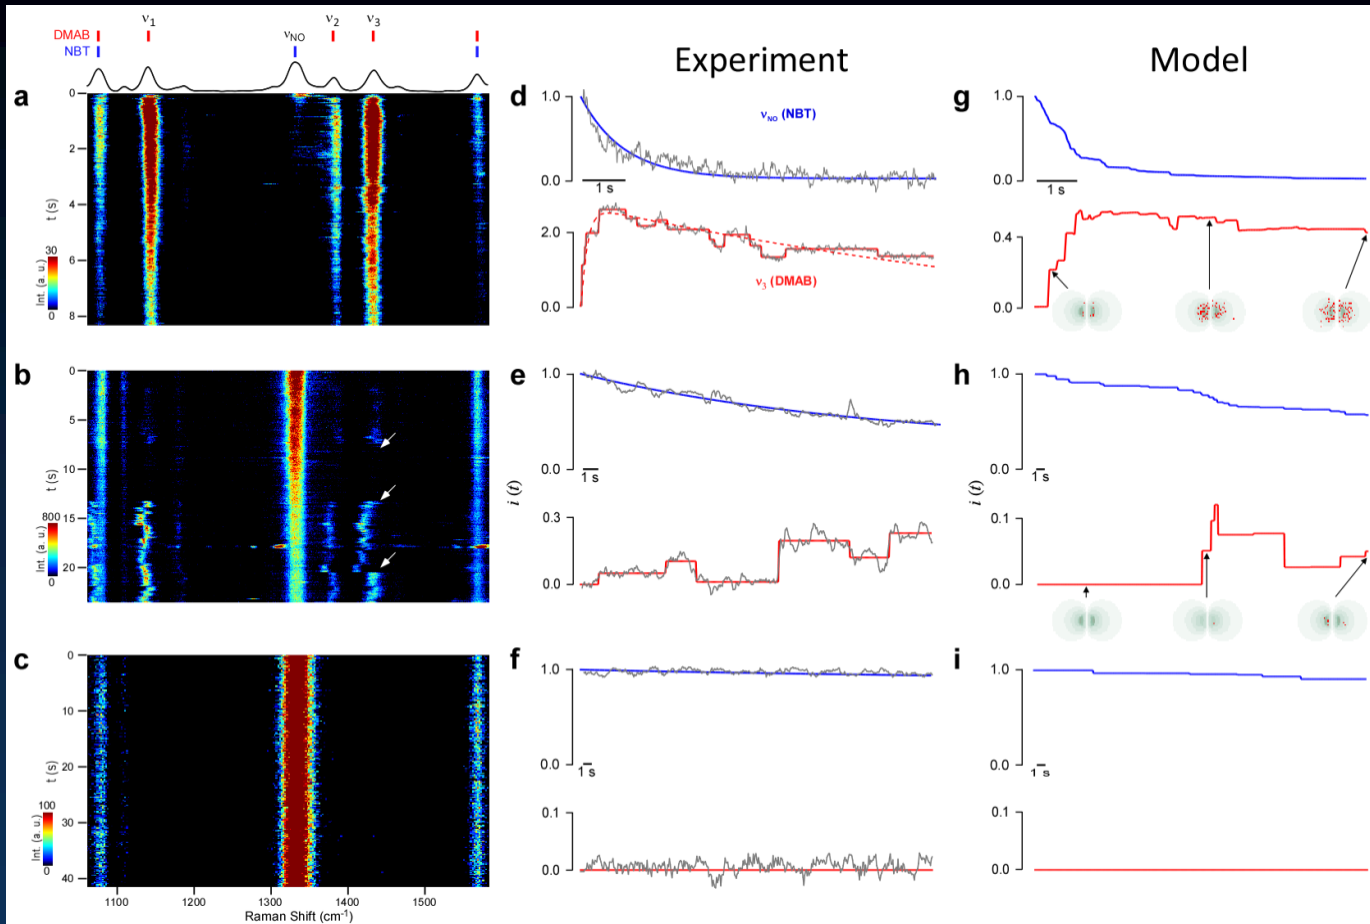 Experiment
Model
ν1
ν2
ν3
νNO
DMAB
NBT
a
0
2
4
6
8
t (s)
30
0
Int. (a. u.)
b
0
5
10
15
20
t (s)
800
0
Int. (a. u.)
c
0
10
20
30
40
t (s)
100
0
Int. (a. u.)
1100
1200
1300
1400
1500
Raman Shift (cm-1)
d
1.0
0.0
νNO (NBT)
1 s
2.0
0.0
ν3 (DMAB)
e
1.0
0.0
1 s
i (t)
0.3
0.0
f
1.0
0.0
1 s
0.1
0.0
g
1.0
0.0
1 s
0.4
0.0
h
1.0
0.0
1 s
i (t)
0.1
0.0
i
1.0
0.0
1 s
0.1
0.0